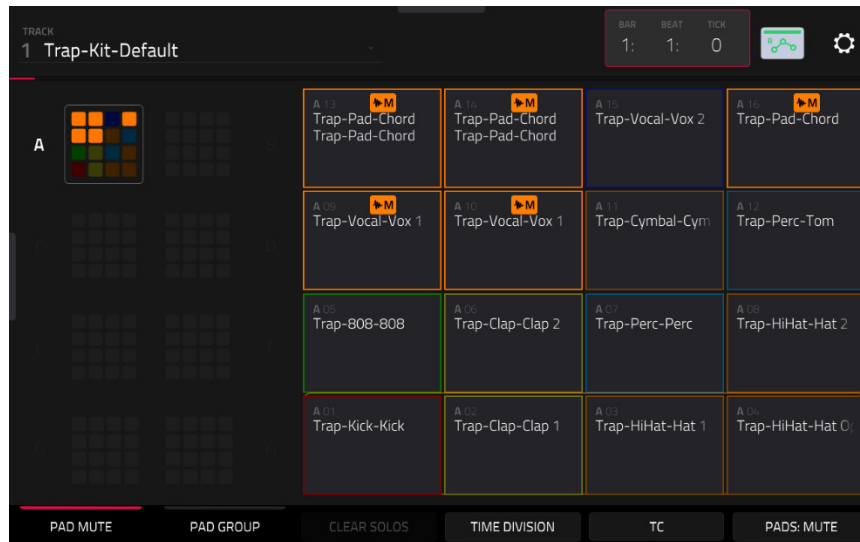 TRACK
1 Trap-Kit-Default
BAR BEAT TICK
1: 1: 0
A
A 13 M
Trap-Pad-Chord
Trap-Pad-Chord
A 14 M
Trap-Pad-Chord
Trap-Pad-Chord
A 15
Trap-Vocal-Vox 2
A 16 M
Trap-Pad-Chord
A 09 M
Trap-Vocal-Vox 1
A 10 M
Trap-Vocal-Vox 1
A 11
Trap-Cymbal-Cym
A 12
Trap-Perc-Tom
A 05
Trap-808-808
A 06
Trap-Clap-Clap 2
A 07
Trap-Perc-Perc
A 08
Trap-HiHat-Hat 2
A 01
Trap-Kick-Kick
A 02
Trap-Clap-Clap 1
A 03
Trap-HiHat-Hat 1
A 04
Trap-HiHat-Hat O
PAD MUTE PAD GROUP CLEAR SOLOS TIME DIVISION TC PADS: MUTE